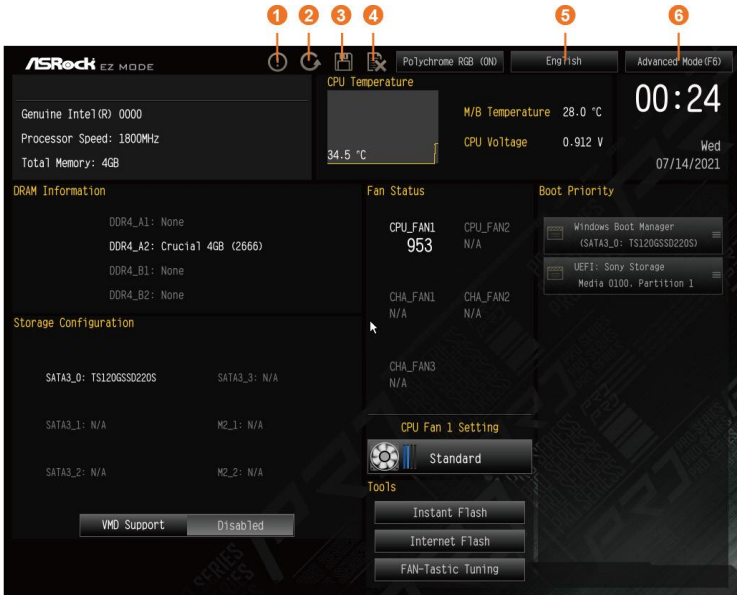 1 2 3 4 5 6
ASRock EZ MODE
Polychrome RGB (ON)
English
Advanced Mode(F6)
Genuine Intel(R) 0000
Processor Speed: 1800MHz
Total Memory: 4GB
CPU Temperature
34.5 °C
M/B Temperature 28.0 °C
CPU Voltage 0.912 V
00:24
Wed
07/14/2021
DRAM Information
DDR4_A1: None
DDR4_A2: Crucial 4GB (2666)
DDR4_B1: None
DDR4_B2: None
Storage Configuration
SATA3_0: TS120GSSD220S SATA3_3: N/A
SATA3_1: N/A M2_1: N/A
SATA3_2: N/A M2_2: N/A
VMD Support Disabled
Fan Status
CPU_FAN1 CPU_FAN2
953 N/A
CHA_FAN1 CHA_FAN2
N/A N/A
CHA_FAN3
N/A
CPU Fan 1 Setting
Standard
Tools
Instant Flash
Internet Flash
FAN-Tastic Tuning
Boot Priority
Windows Boot Manager
(SATA3_0: TS120GSSD220S)
UEFI: Sony Storage
Media 0100, Partition 1